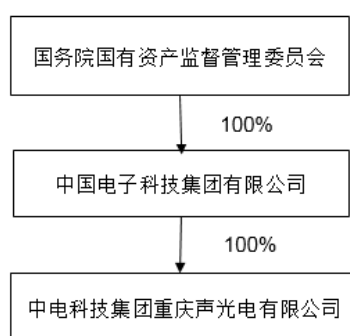 国务院国有资产监督管理委员会
100%
中国电子科技集团有限公司
100%
中电科技集团重庆声光电有限公司